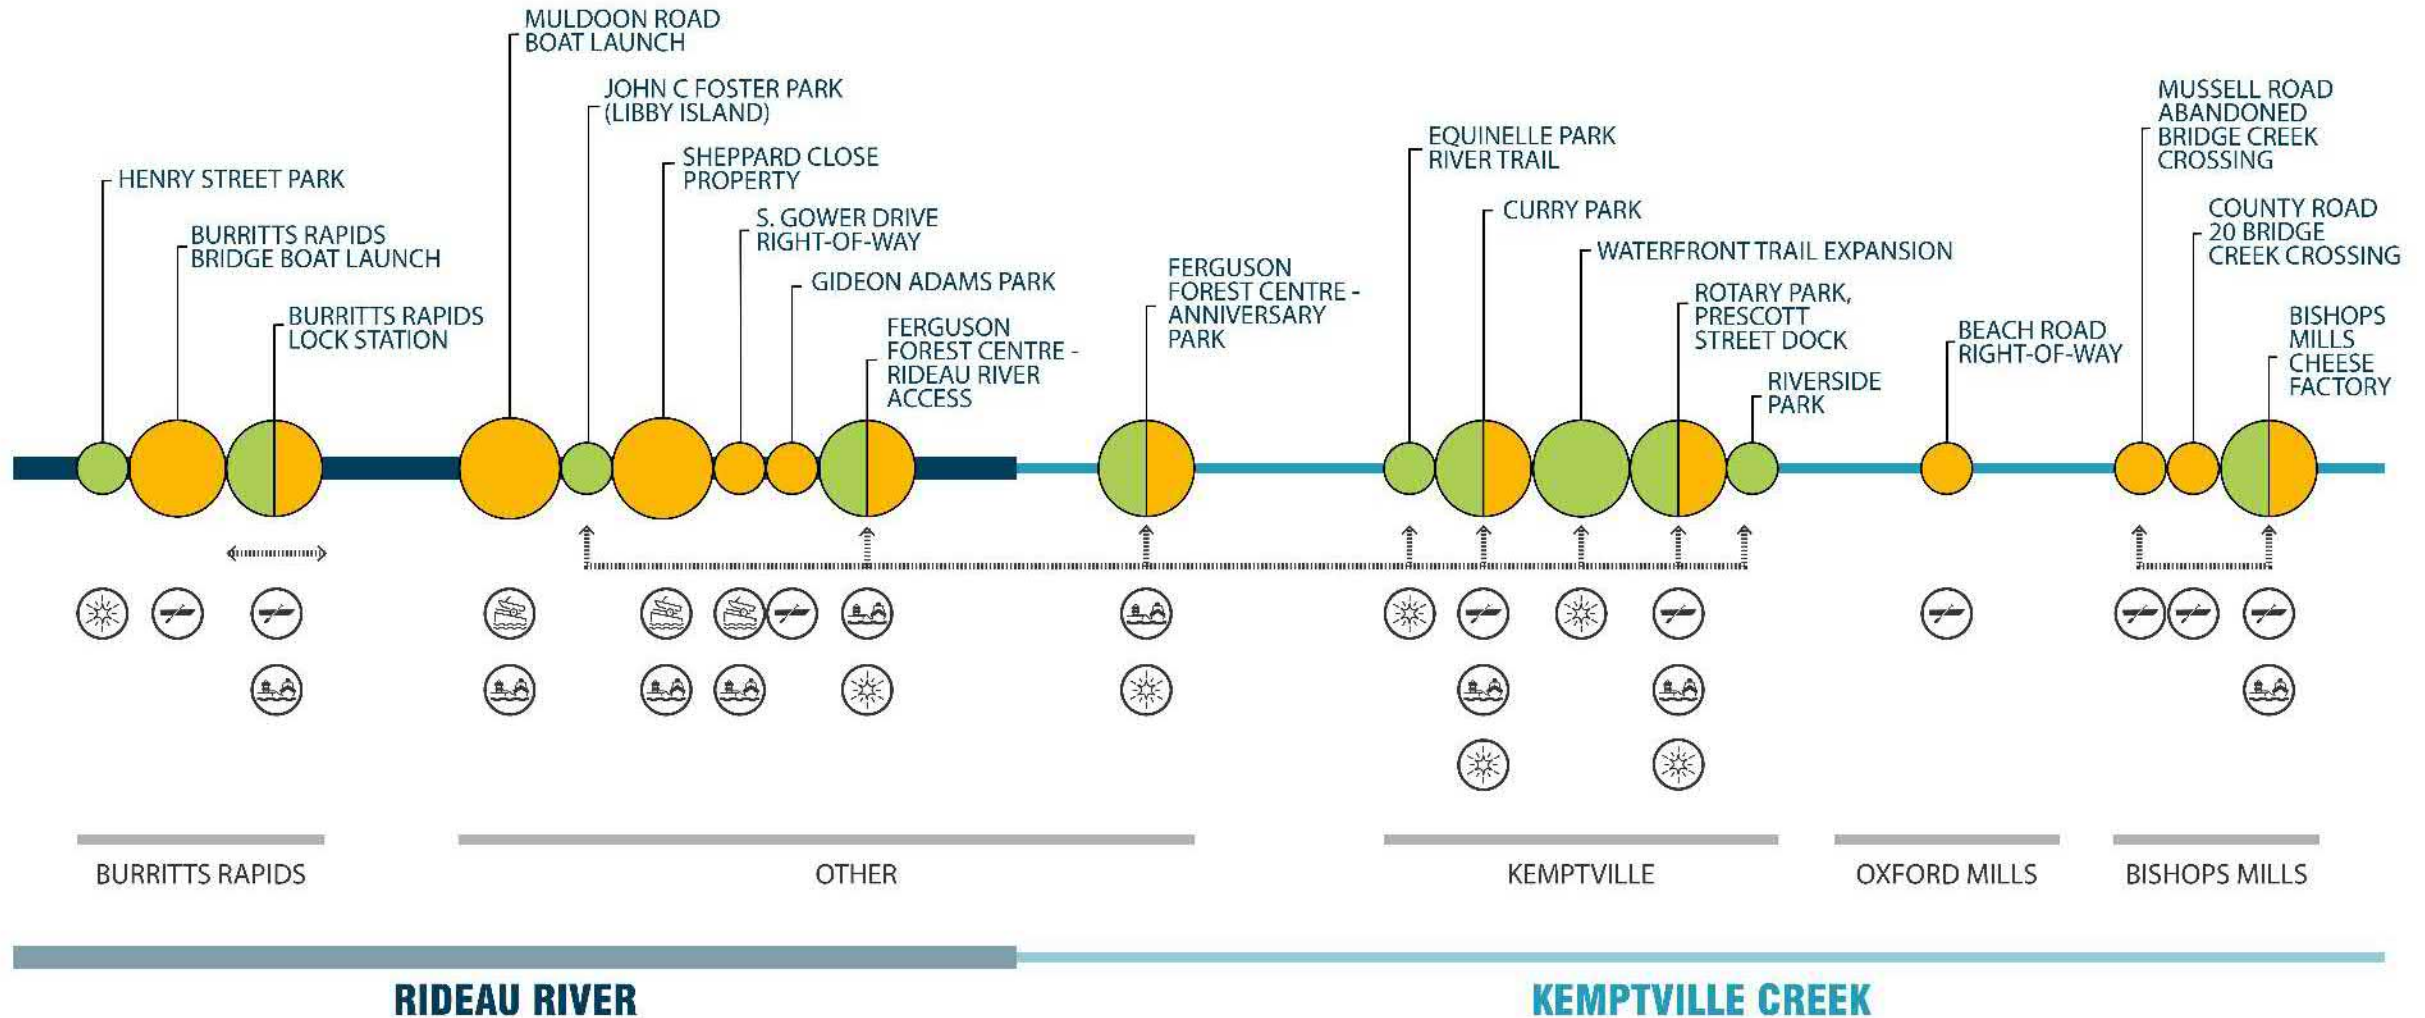 MULDOON ROAD
BOAT LAUNCH
JOHN C FOSTER PARK
(LIBBY ISLAND)
SHEPPARD CLOSE
PROPERTY
HENRY STREET PARK
S. GOWER DRIVE
RIGHT-OF-WAY
BURRITTS RAPIDS
BRIDGE BOAT LAUNCH
GIDEON ADAMS PARK
BURRITTS RAPIDS
LOCK STATION
FERGUSON
FOREST CENTRE -
RIDEAU RIVER
ACCESS
FERGUSON
FOREST CENTRE -
ANNIVERSARY
PARK
EQUINELLE PARK
RIVER TRAIL
CURRY PARK
WATERFRONT TRAIL EXPANSION
ROTARY PARK,
PRESCOTT
STREET DOCK
RIVERSIDE
PARK
BEACH ROAD
RIGHT-OF-WAY
MUSSELL ROAD
ABANDONED
BRIDGE CREEK
CROSSING
COUNTY ROAD
20 BRIDGE
CREEK CROSSING
BISHOPS
MILLS
CHEESE
FACTORY
BURRITTS RAPIDS
OTHER
KEMPTVILLE
OXFORD MILLS
BISHOPS MILLS
RIDEAU RIVER
KEMPTVILLE CREEK